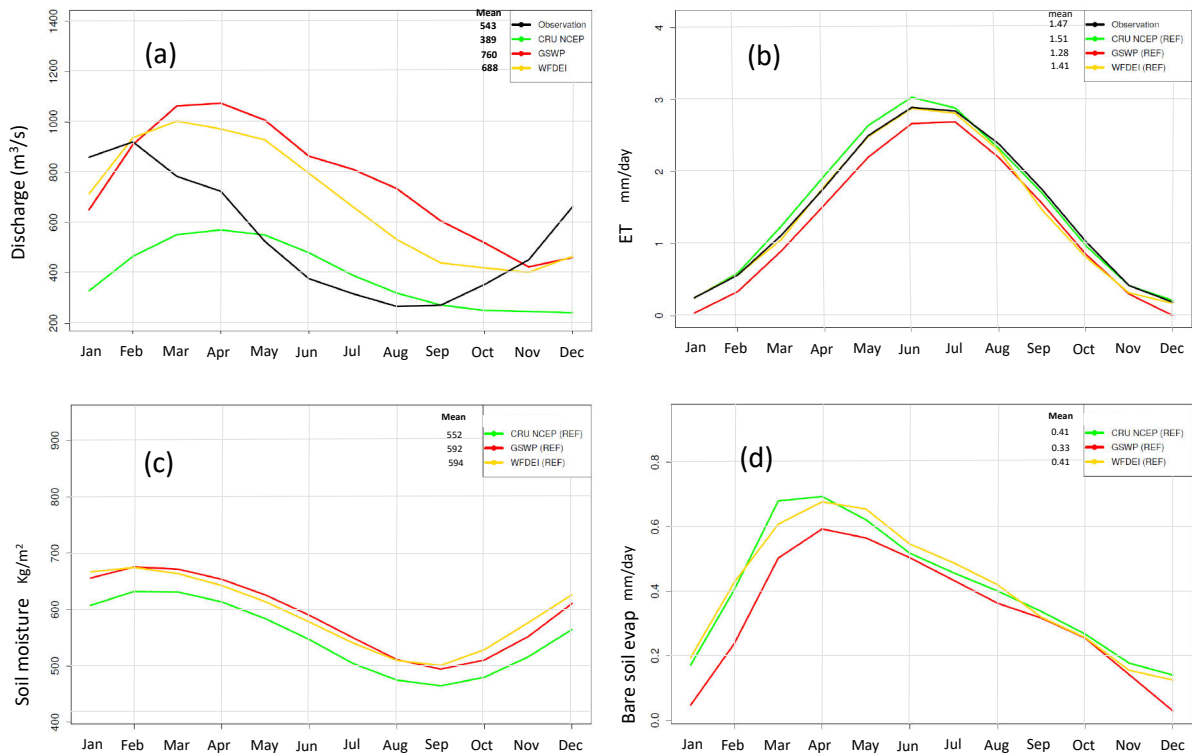 Mean
543
389
760
688
Observation
CRU NCEP
GSWP
WFDEI
(a)
Discharge (m³/s)
1400
1200
1000
800
600
400
200
Jan Feb Mar Apr May Jun Jul Aug Sep Oct Nov Dec
mean
1.47
1.51
1.28
1.41
Observation
CRU NCEP (REF)
GSWP (REF)
WFDEI (REF)
(b)
ET mm/day
4
3
2
1
0
Jan Feb Mar Apr May Jun Jul Aug Sep Oct Nov Dec
Mean
552
592
594
CRU NCEP (REF)
GSWP (REF)
WFDEI (REF)
(c)
Soil moisture Kg/m²
900
800
700
600
500
400
Jan Feb Mar Apr May Jun Jul Aug Sep Oct Nov Dec
Mean
0.41
0.33
0.41
CRU NCEP (REF)
GSWP (REF)
WFDEI (REF)
(d)
Bare soil evap mm/day
0.8
0.6
0.4
0.2
0.0
Jan Feb Mar Apr May Jun Jul Aug Sep Oct Nov Dec